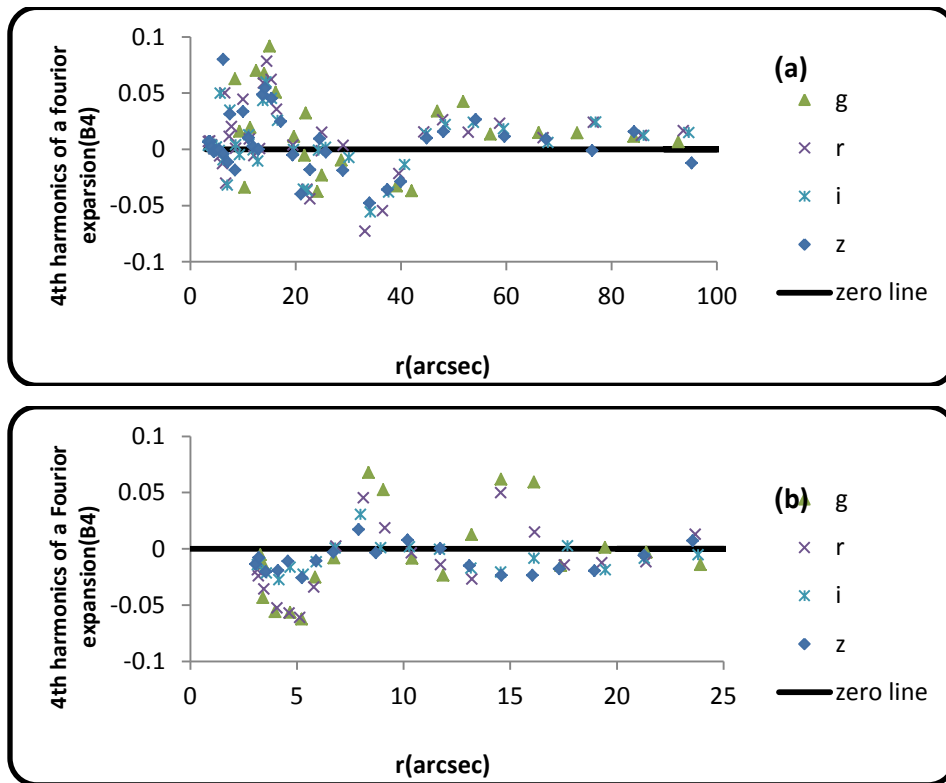 4th harmonics of a fourior
exparsion(B4)
0.1
0.05
0
-0.05
-0.1
0 20 40 60 80 100
r(arcsec)
(a)
g
r
i
z
zero line
4th harmonics of a Fourior
expansion(B4)
0.1
0.05
0
-0.05
-0.1
0 5 10 15 20 25
r(arcsec)
(b)
g
r
i
z
zero line